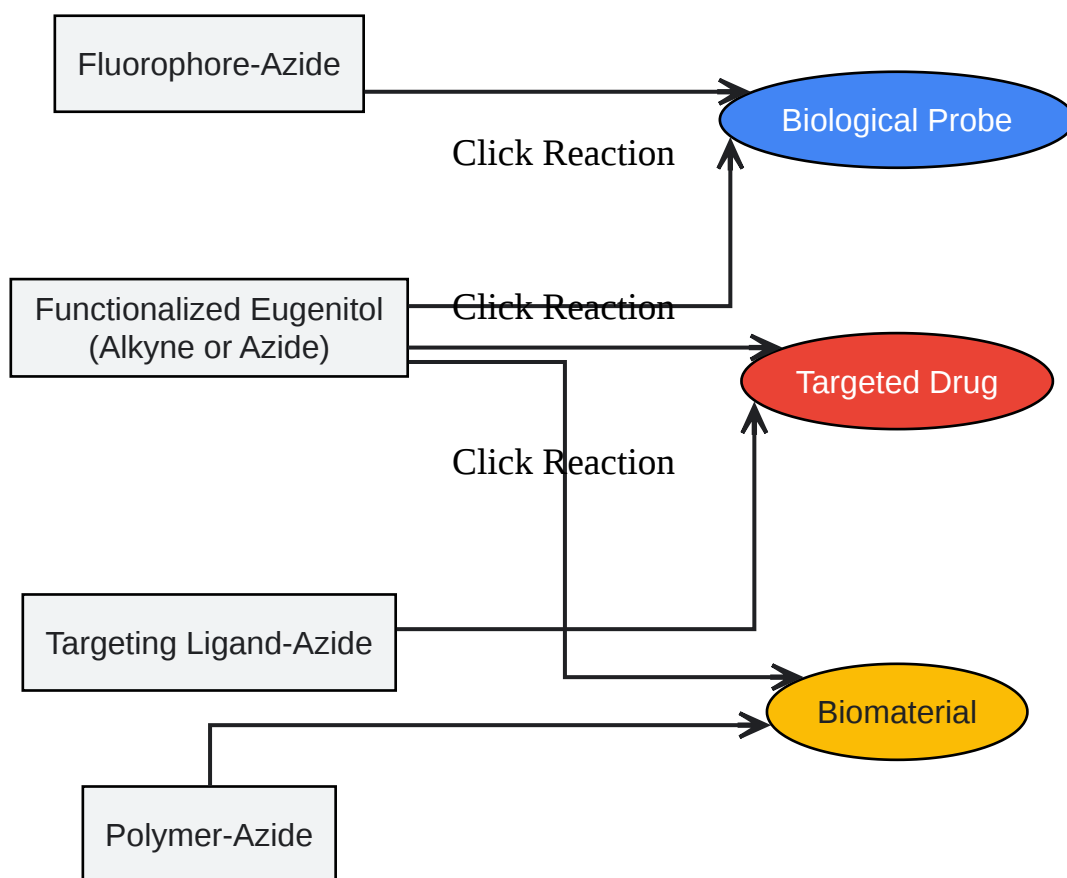 Fluorophore-Azide
Biological Probe
Click Reaction
Functionalized Eugenitol
(Alkyne or Azide)
Click Reaction
Targeted Drug
Click Reaction
Targeting Ligand-Azide
Biomaterial
Polymer-Azide